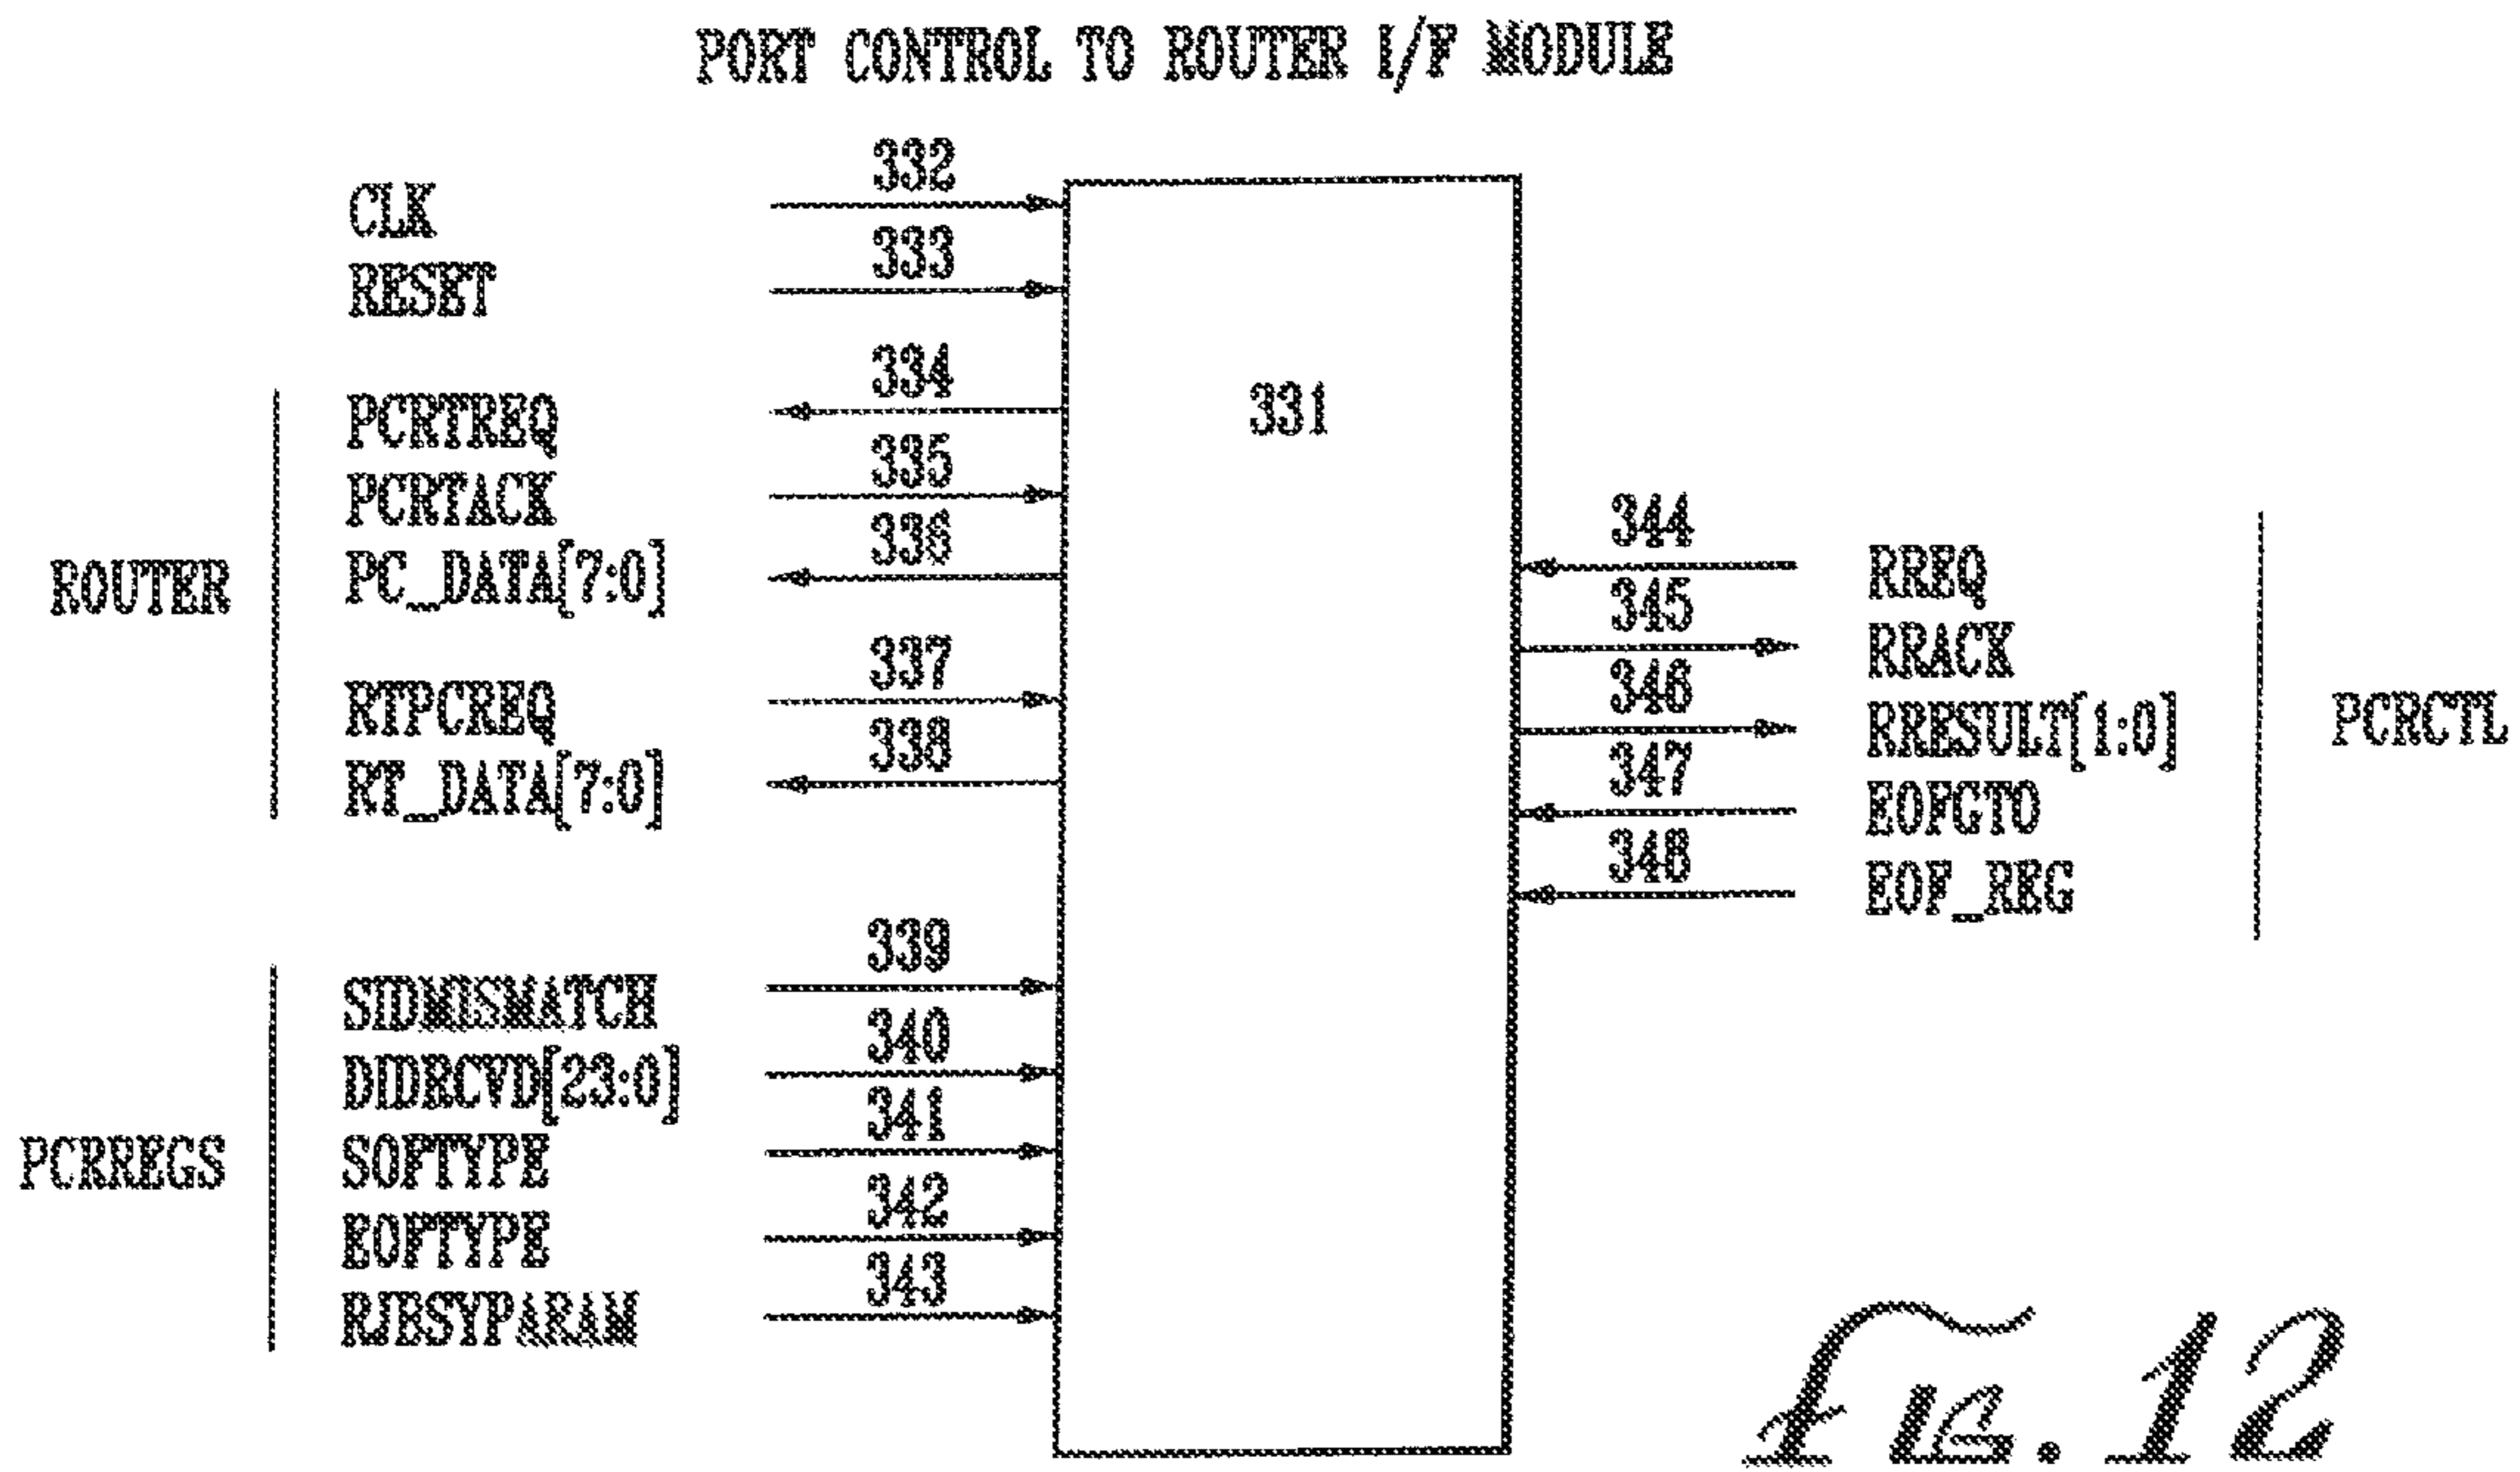 PORT CONTROL TO ROUTER I/F MODULE
332
CLK
333
RESET
334
PCRTREQ
335
PCRTACK
336
PC_DATA[7:0]
ROUTER
337
RTPCREQ
338
RT_DATA[7:0]
339
SIDMISMATCH
340
DIDRCVD[23:0]
341
SOFTYPE
PCRREGS
342
EOFTYPE
343
RJBSYPARAM
331
344
RREQ
345
RRACK
346
RRESULT[1:0]
PCRCTL
347
EOFGTO
348
EOF_REG
FIG. 12